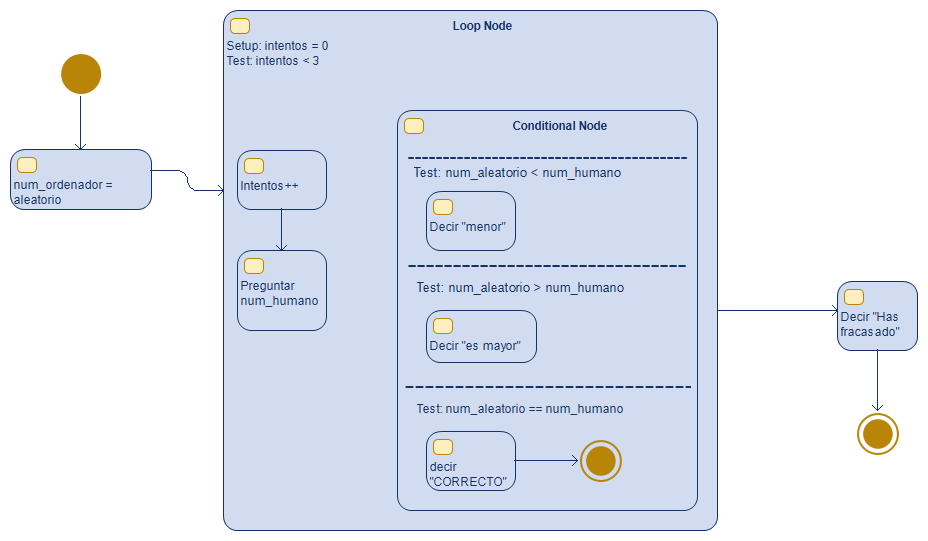 Loop Node
Setup: intentos = 0
Test: intentos < 3
num_ordenador =
aleatorio
Intentos++
Preguntar
num_humano
Conditional Node
Test: num_aleatorio < num_humano
Decir "menor"
Test: num_aleatorio > num_humano
Decir "es mayor"
Test: num_aleatorio == num_humano
decir
"CORRECTO"
Decir "Has
fracasado"